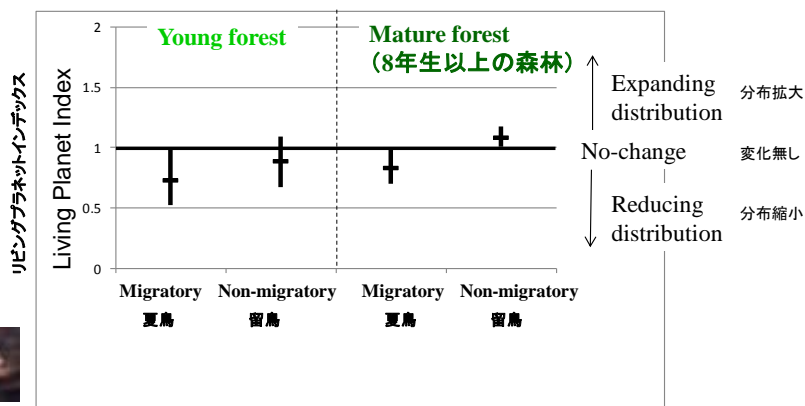 リビングプラネットインデックス
Living Planet Index
2
1.5
1
0.5
0
Young forest
Mature forest
（8年生以上の森林）
Migratory
夏鳥
Non-migratory
留鳥
Migratory
夏鳥
Non-migratory
留鳥
Expanding
distribution
分布拡大
No-change
変化無し
Reducing
distribution
分布縮小